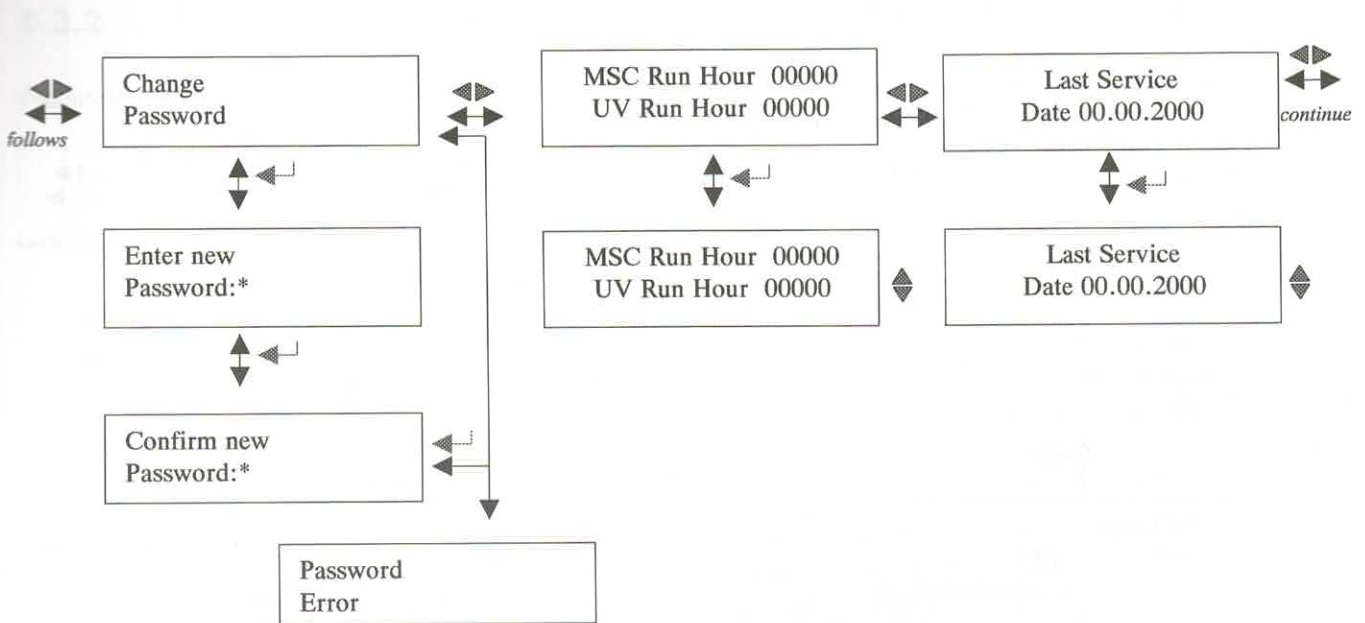 follows
Change
Password
MSC Run Hour 00000
UV Run Hour 00000
Last Service
Date 00.00.2000
continue
Enter new
Password:*
MSC Run Hour 00000
UV Run Hour 00000
Last Service
Date 00.00.2000
Confirm new
Password:*
Password
Error